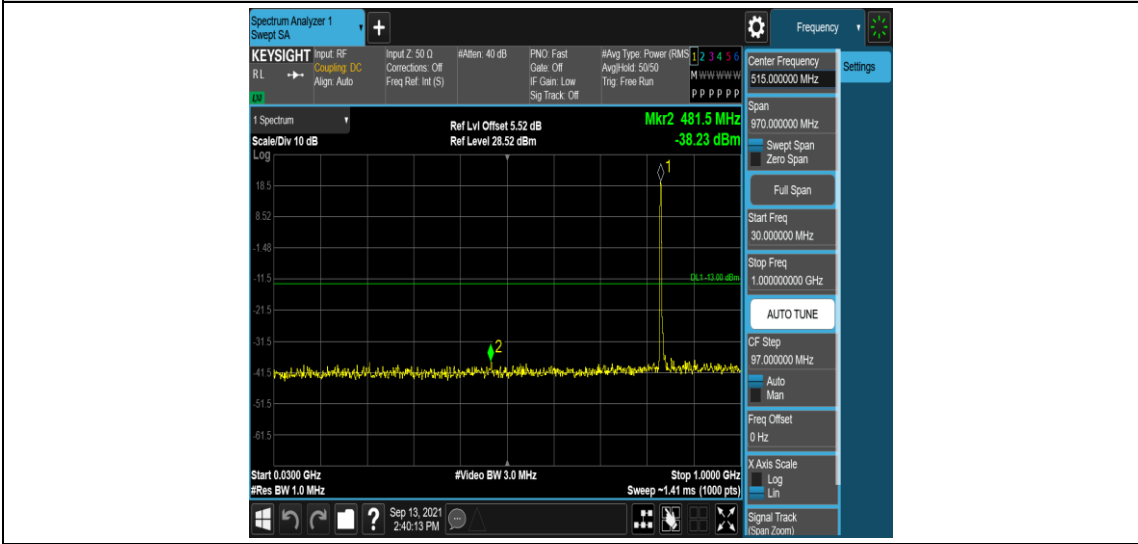 Spectrum Analyzer 1
Swept SA
+
Frequency
KEYSIGHT
RL
LM
Input: RF
Coupling: DC
Align: Auto
Input Z: 50 Ω
Corrections: Off
Freq Ref: Int (S)
#Atten: 40 dB
PNO: Fast
Gate: Off
IF Gain: Low
Sig Track: Off
#Avg Type: Power (RMS
Avg|Hold: 50/50
Trig: Free Run
1 2 3 4 5 6
M W W W W W
P P P P P P
1 Spectrum
Scale/Div 10 dB
Log
Ref Lvl Offset 5.52 dB
Ref Level 28.52 dBm
Mkr2 481.5 MHz
-38.23 dBm
1
18.5
8.52
-1.48
-11.5
DL1 -13.00 dBm
-21.5
-31.5
2
-41.5
-51.5
-61.5
Start 0.0300 GHz
#Video BW 3.0 MHz
Stop 1.0000 GHz
#Res BW 1.0 MHz
Sweep ~1.41 ms (1000 pts)
?
Sep 13, 2021
2:40:13 PM
Center Frequency
515.000000 MHz
Settings
Span
970.000000 MHz
Swept Span
Zero Span
Full Span
Start Freq
30.000000 MHz
Stop Freq
1.000000000 GHz
AUTO TUNE
CF Step
97.000000 MHz
Auto
Man
Freq Offset
0 Hz
X Axis Scale
Log
Lin
Signal Track
(Span Zoom)